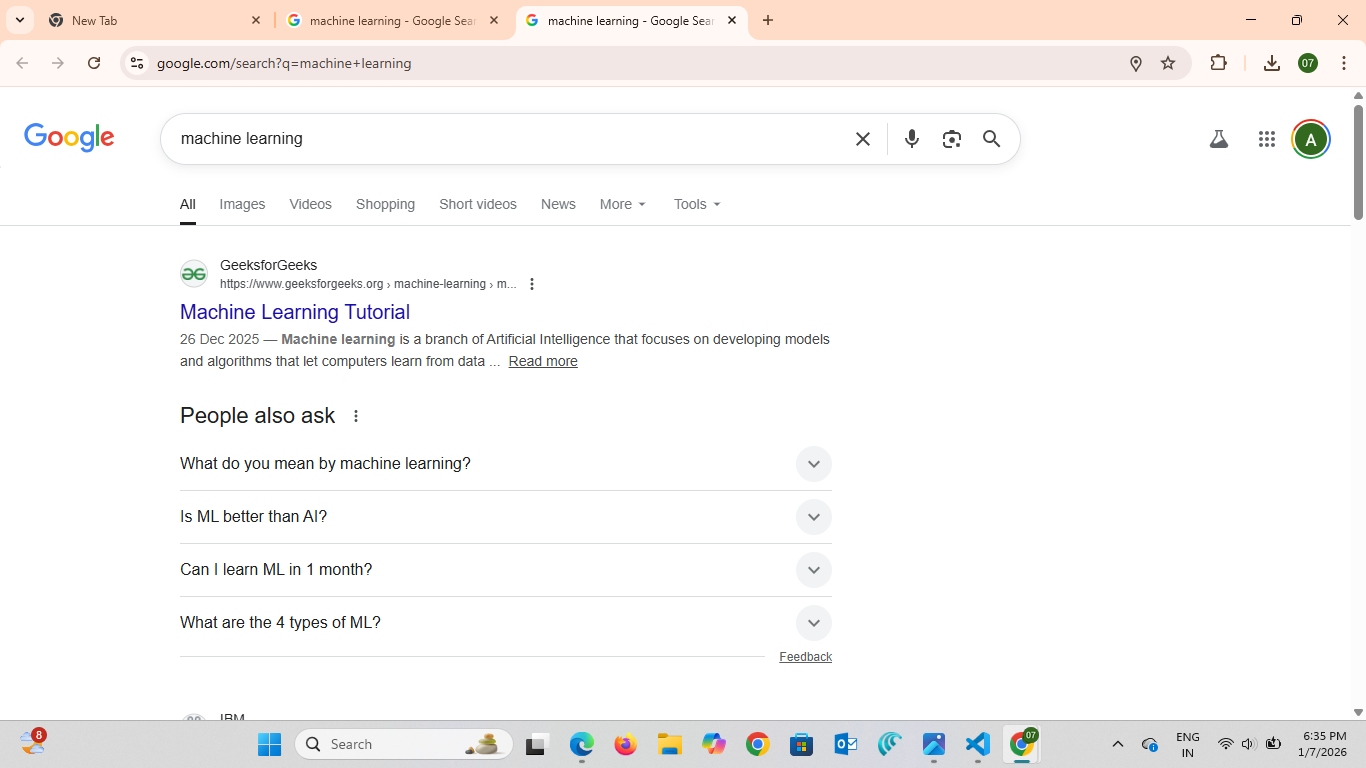 New Tab
machine learning - Google Sear
machine learning - Google Sear
google.com/search?q=machine+learning
07
Google
machine learning
A
All
Images
Videos
Shopping
Short videos
News
More
Tools
GeeksforGeeks
https://www.geeksforgeeks.org › machine-learning › m...
Machine Learning Tutorial
26 Dec 2025 — Machine learning is a branch of Artificial Intelligence that focuses on developing models
and algorithms that let computers learn from data ... Read more
People also ask
What do you mean by machine learning?
Is ML better than AI?
Can I learn ML in 1 month?
What are the 4 types of ML?
Feedback
IBM
8
Search
07
ENG
IN
6:35 PM
1/7/2026